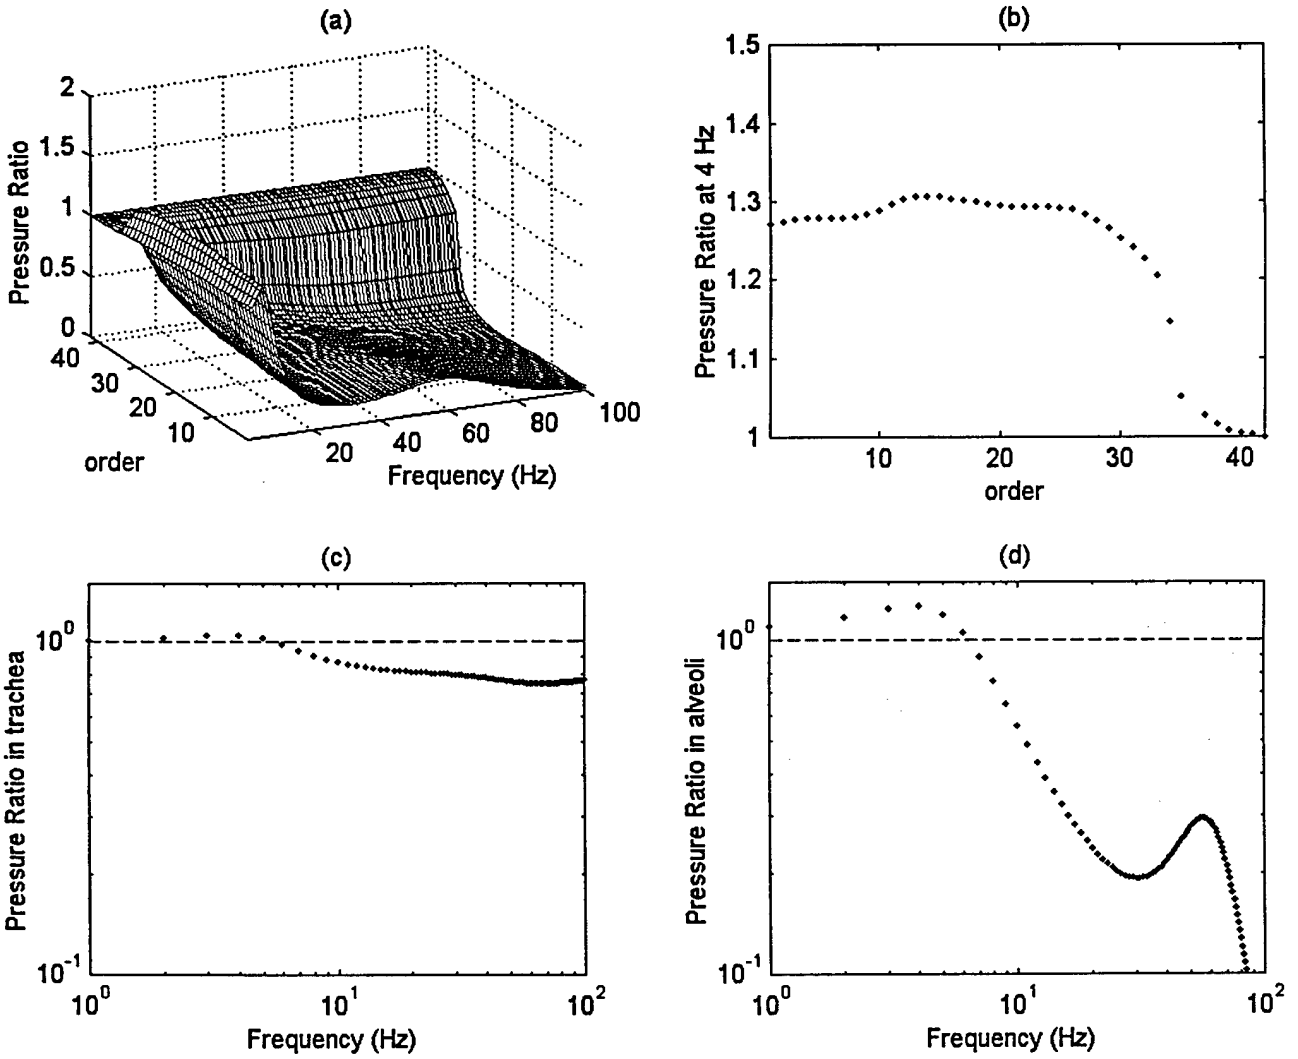 (a)
Pressure Ratio
2
1.5
1
0.5
0
40
30
20
10
order
20
40
60
80
100
Frequency (Hz)
(b)
Pressure Ratio at 4 Hz
1.5
1.4
1.3
1.2
1.1
1
10
20
30
40
order
(c)
Pressure Ratio in trachea
10^0
10^-1
10^0
10^1
10^2
Frequency (Hz)
(d)
Pressure Ratio in alveoli
10^0
10^-1
10^0
10^1
10^2
Frequency (Hz)